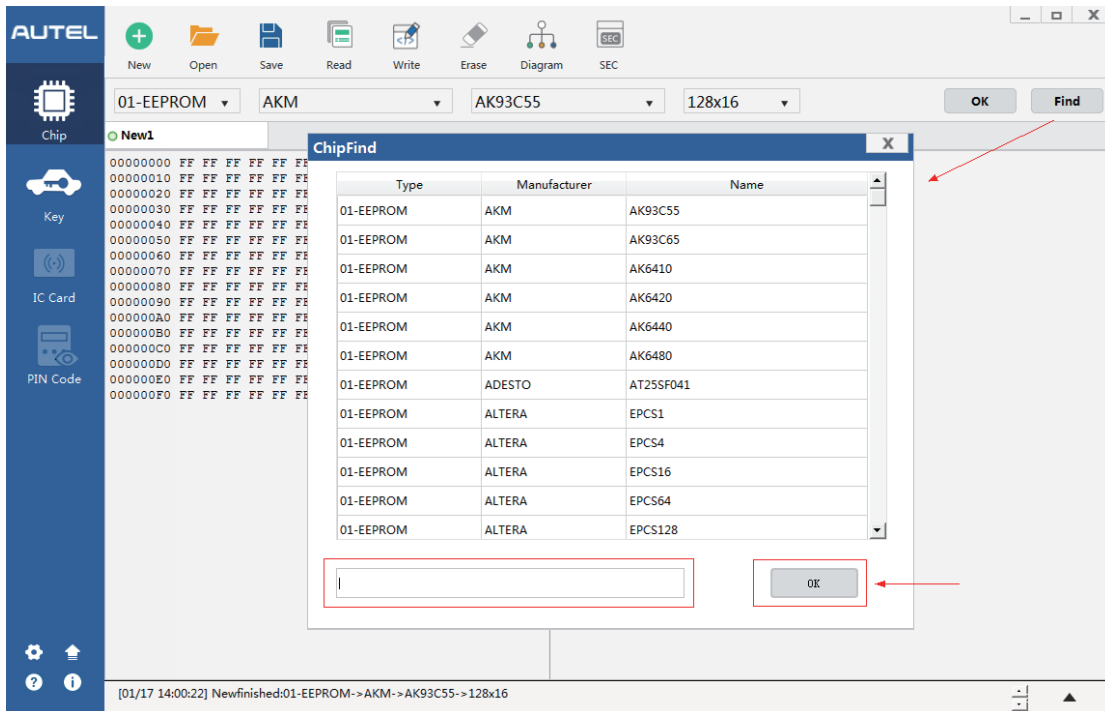 AUTEL
New Open Save Read Write Erase Diagram SEC
SEC
01-EEPROM AKM AK93C55 128x16 OK Find
Chip
Key
IC Card
PIN Code
New1
00000000 FF FF FF FF FF FF
00000010 FF FF FF FF FF FF
00000020 FF FF FF FF FF FF
00000030 FF FF FF FF FF FF
00000040 FF FF FF FF FF FF
00000050 FF FF FF FF FF FF
00000060 FF FF FF FF FF FF
00000070 FF FF FF FF FF FF
00000080 FF FF FF FF FF FF
00000090 FF FF FF FF FF FF
000000A0 FF FF FF FF FF FF
000000B0 FF FF FF FF FF FF
000000C0 FF FF FF FF FF FF
000000D0 FF FF FF FF FF FF
000000E0 FF FF FF FF FF FF
000000F0 FF FF FF FF FF FF
ChipFind X
Type Manufacturer Name
01-EEPROM AKM AK93C55
01-EEPROM AKM AK93C65
01-EEPROM AKM AK6410
01-EEPROM AKM AK6420
01-EEPROM AKM AK6440
01-EEPROM AKM AK6480
01-EEPROM ADESTO AT25SF041
01-EEPROM ALTERA EPCS1
01-EEPROM ALTERA EPCS4
01-EEPROM ALTERA EPCS16
01-EEPROM ALTERA EPCS64
01-EEPROM ALTERA EPCS128
OK
[01/17 14:00:22] Newfinished:01-EEPROM->AKM->AK93C55->128x16